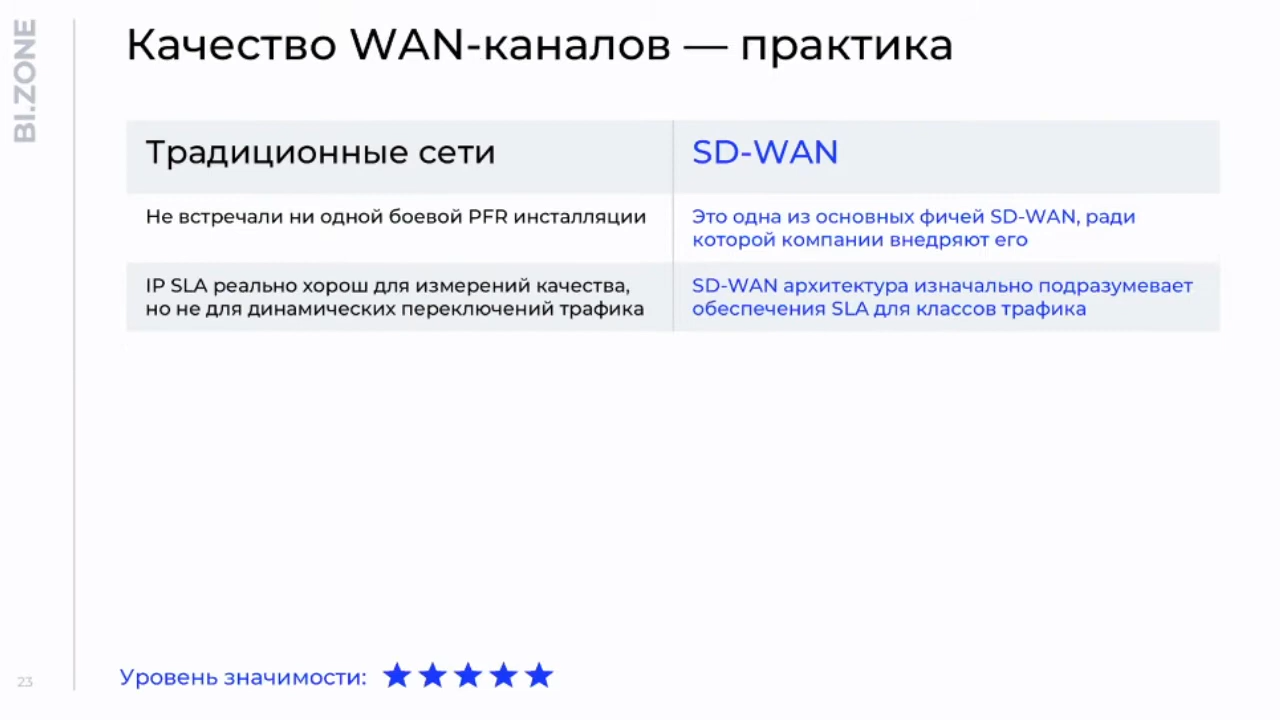 BI.ZONE
Качество WAN-каналов — практика
Традиционные сети
SD-WAN
Не встречали ни одной боевой PFR инсталляции
Это одна из основных фичей SD-WAN, ради
которой компании внедряют его
IP SLA реально хорош для измерений качества,
но не для динамических переключений трафика
SD-WAN архитектура изначально подразумевает
обеспечения SLA для классов трафика
Уровень значимости:
23